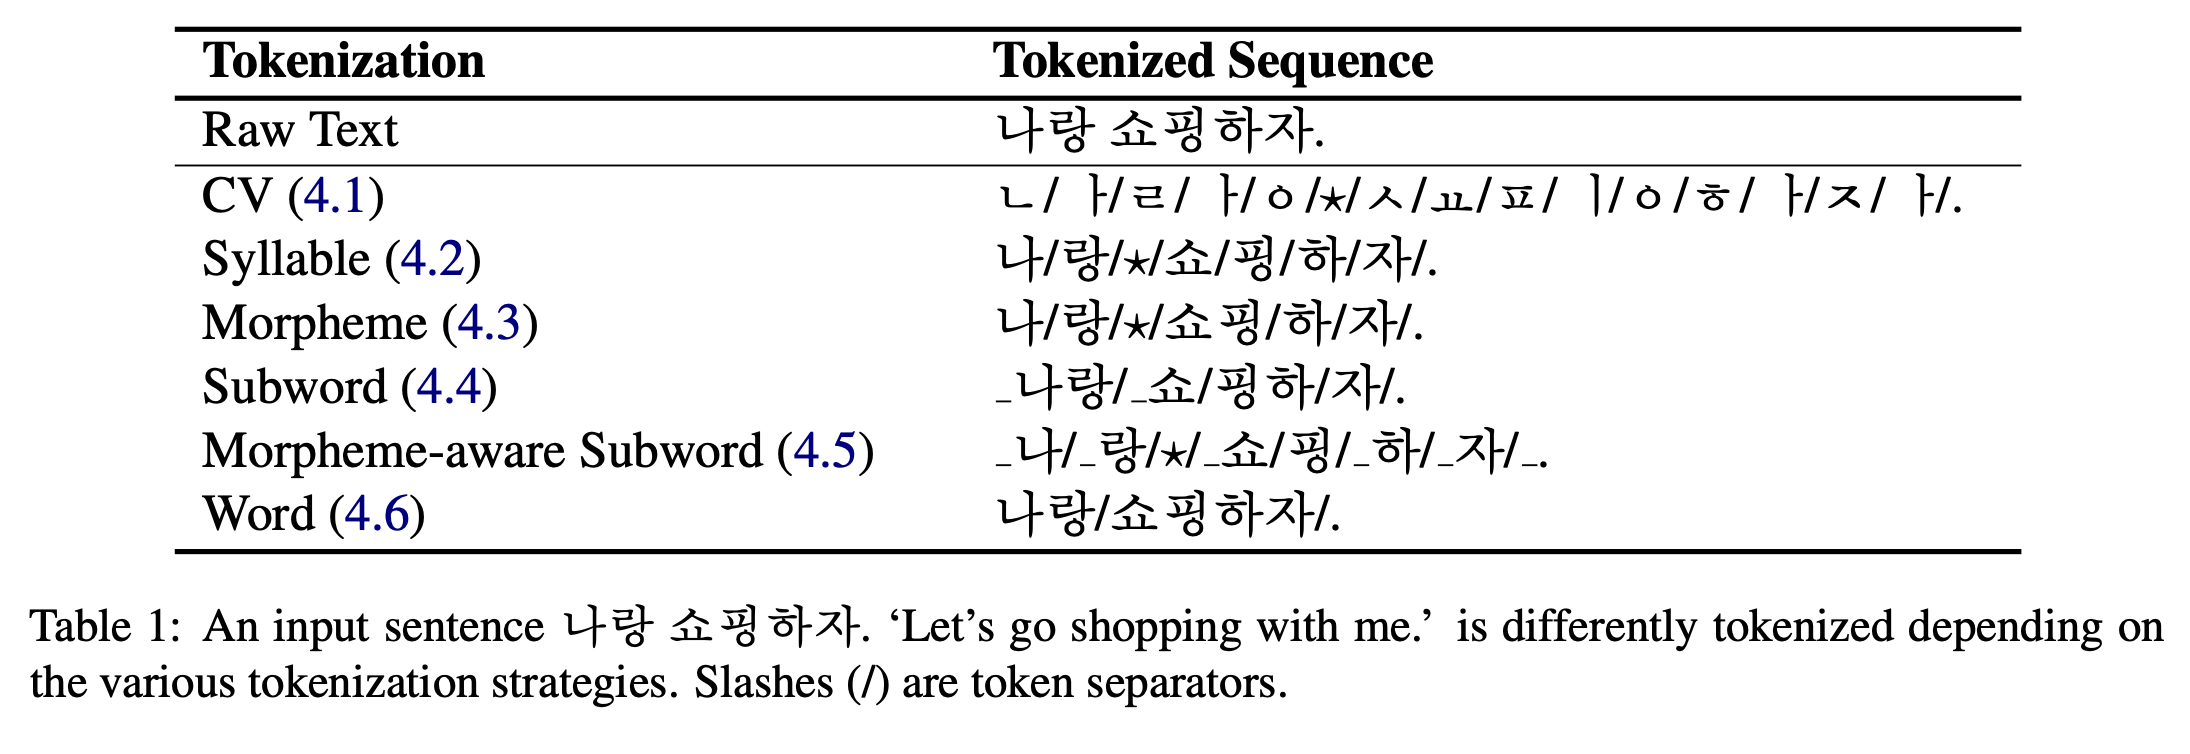 Tokenization Tokenized Sequence
Raw Text 나랑 쇼핑하자.
CV (4.1) ㄴ/ㅏ/ㄹ/ㅏ/ㅇ/⋆/ㅅ/ㅛ/ㅍ/ㅣ/ㅇ/ㅎ/ㅏ/ㅈ/ㅏ/.
Syllable (4.2) 나/랑/⋆/쇼/핑/하/자/.
Morpheme (4.3) 나/랑/⋆/쇼핑/하/자/.
Subword (4.4) _나랑/_쇼/핑하/자/.
Morpheme-aware Subword (4.5) _나/_랑/⋆/_쇼/핑/_하/_자/_.
Word (4.6) 나랑/쇼핑하자/.
Table 1: An input sentence 나랑 쇼핑하자. ‘Let’s go shopping with me.’ is differently tokenized depending on
the various tokenization strategies. Slashes (/) are token separators.